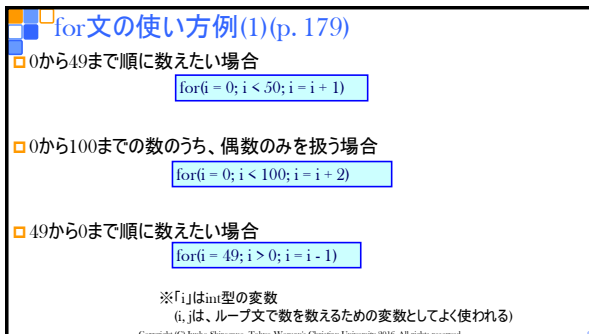 for文の使い方例(1)(p. 179)
0から49まで順に数えたい場合
for(i = 0; i < 50; i = i + 1)
0から100までの数のうち、偶数のみを扱う場合
for(i = 0; i < 100; i = i + 2)
49から0まで順に数えたい場合
for(i = 49; i > 0; i = i - 1)
※「i」はint型の変数
(i, jは、ループ文で数を数えるための変数としてよく使われる)